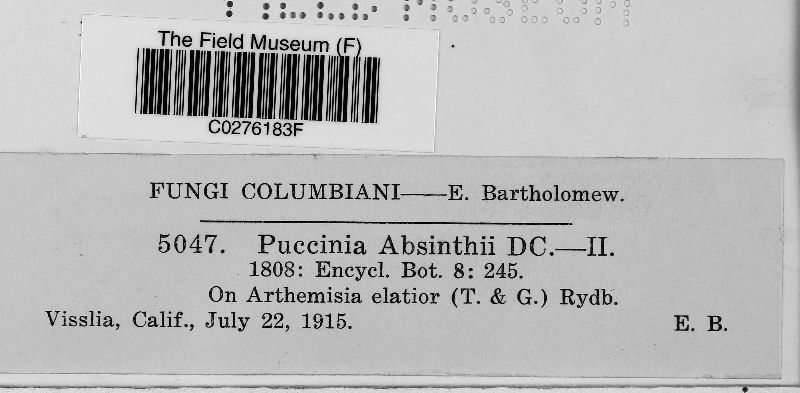 The Field Museum (F)
C0276183F
FUNGI COLUMBIANI—E. Bartholomew.
5047. Puccinia Absinthii DC.—II.
1808: Encycl. Bot. 8: 245.
On Arthemisia elatior (T. & G.) Rydb.
Visslia, Calif., July 22, 1915. E. B.